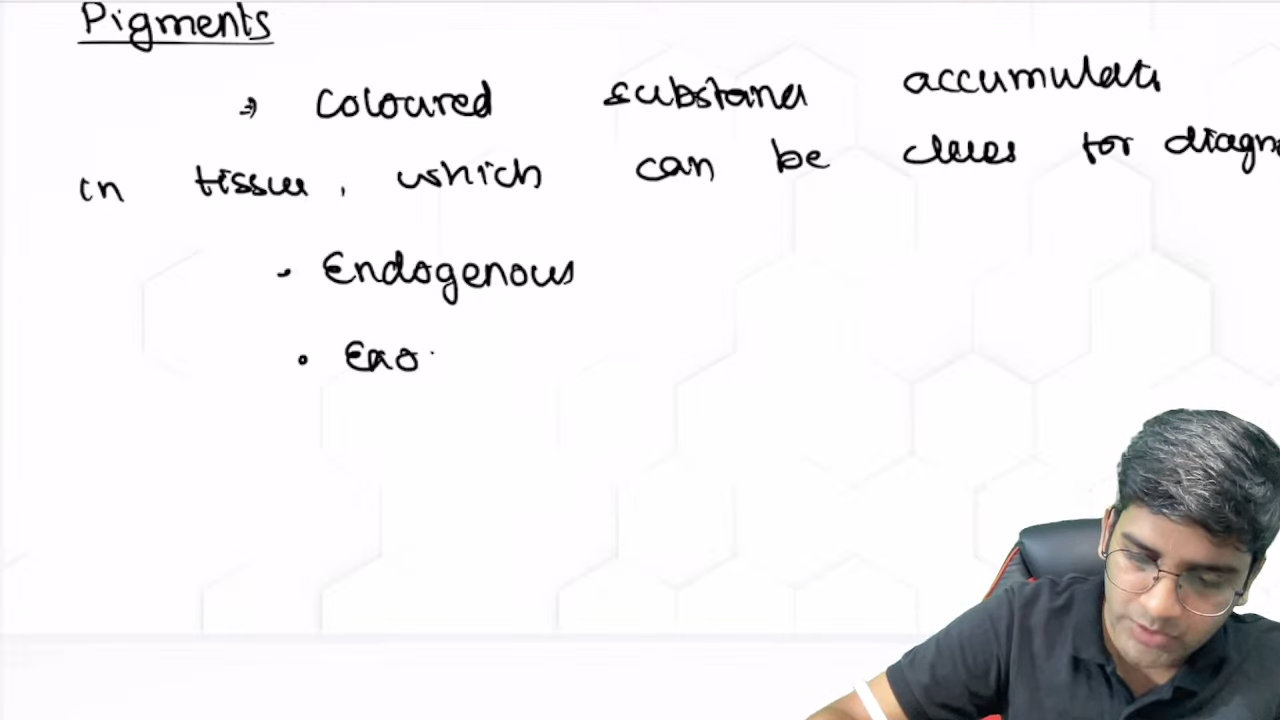 Pigments
→ coloured substance accumulate
in tissue, which can be clues for diagn
• Endogenous
• Exo